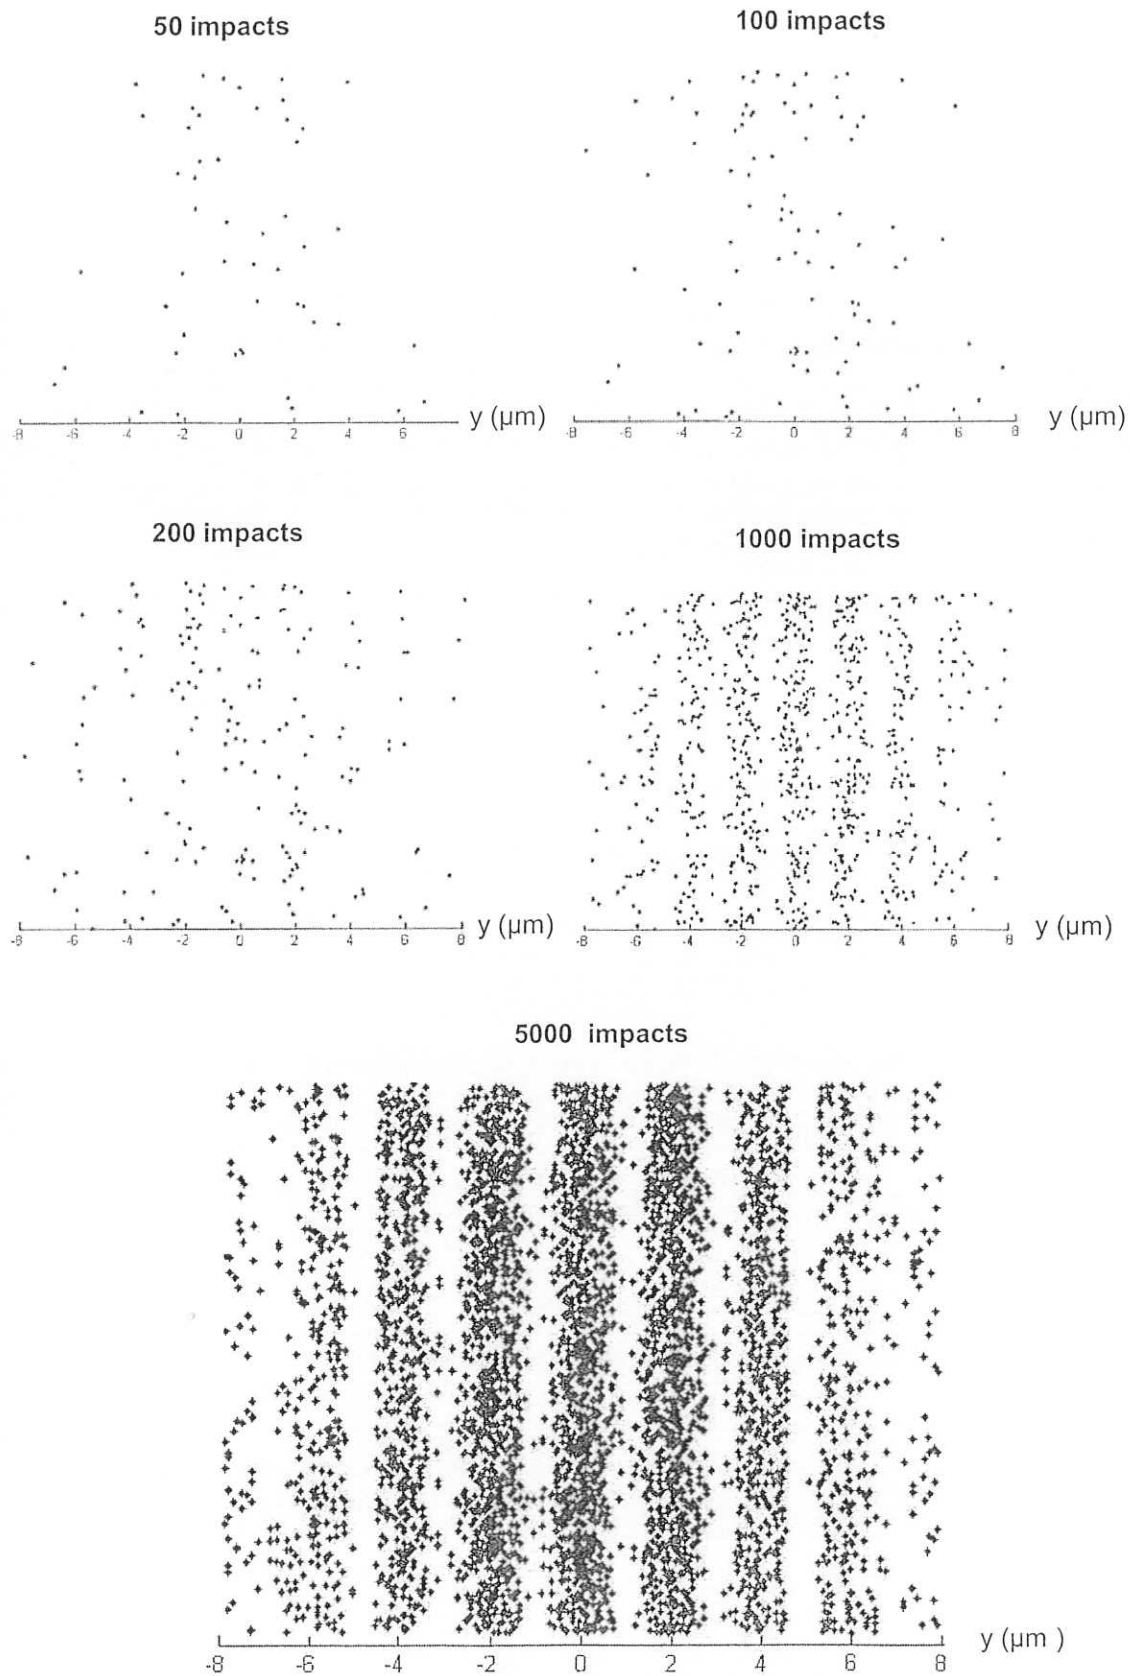 50 impacts
100 impacts
-8 -6 -4 -2 0 2 4 6 y (µm)
-8 -6 -4 -2 0 2 4 6 8 y (µm)
200 impacts
1000 impacts
-8 -6 -4 -2 0 2 4 6 8 y (µm)
-8 -6 -4 -2 0 2 4 6 8 y (µm)
5000 impacts
-8 -6 -4 -2 0 2 4 6 8 y (µm )